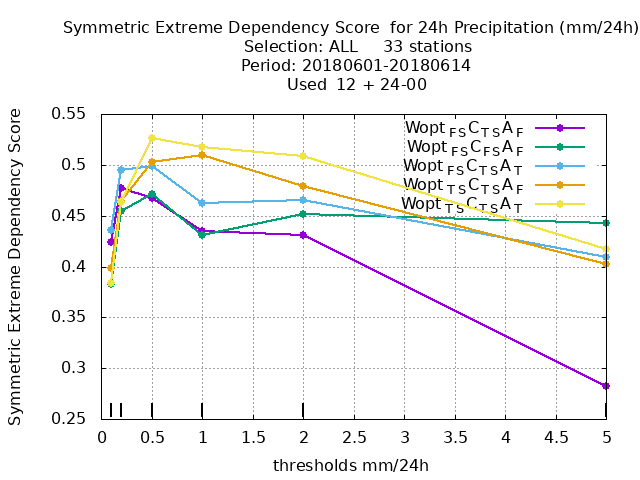 Symmetric Extreme Dependency Score for 24h Precipitation (mm/24h)
Selection: ALL 33 stations
Period: 20180601-20180614
Used 12 + 24-00
Symmetric Extreme Dependency Score
0.55
0.5
0.45
0.4
0.35
0.3
0.25
Wopt FS C TS A F
Wopt FS C FS A F
Wopt FS C TS A T
Wopt TS C TS A F
Wopt TS C TS A T
0 0.5 1 1.5 2 2.5 3 3.5 4 4.5 5
thresholds mm/24h